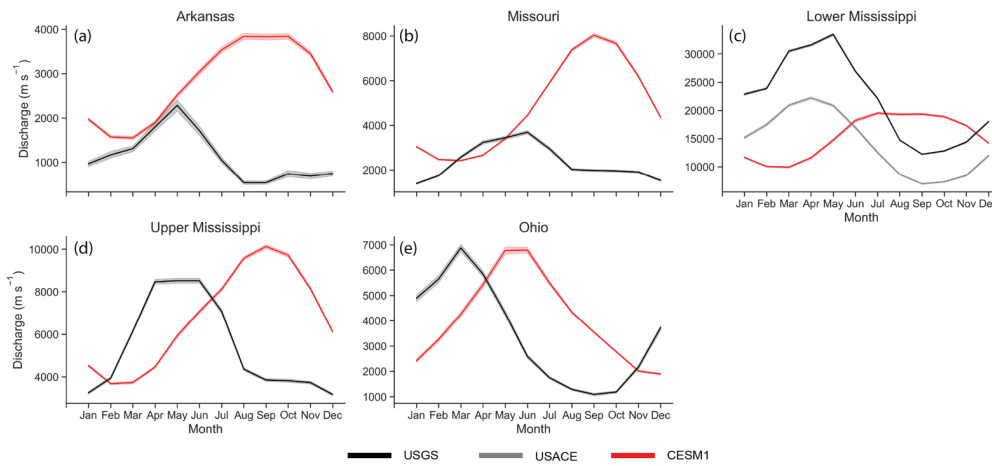 Arkansas
Missouri
Lower Mississippi
(a)
(b)
(c)
Discharge (m s⁻¹)
4000
3000
2000
1000
8000
6000
4000
2000
30000
25000
20000
15000
10000
Jan Feb Mar Apr May Jun Jul Aug Sep Oct Nov Dec
Month
Upper Mississippi
Ohio
(d)
(e)
Discharge (m s⁻¹)
10000
8000
6000
4000
7000
6000
5000
4000
3000
2000
1000
Jan Feb Mar Apr May Jun Jul Aug Sep Oct Nov Dec
Jan Feb Mar Apr May Jun Jul Aug Sep Oct Nov Dec
Month
Month
USGS
USACE
CESM1